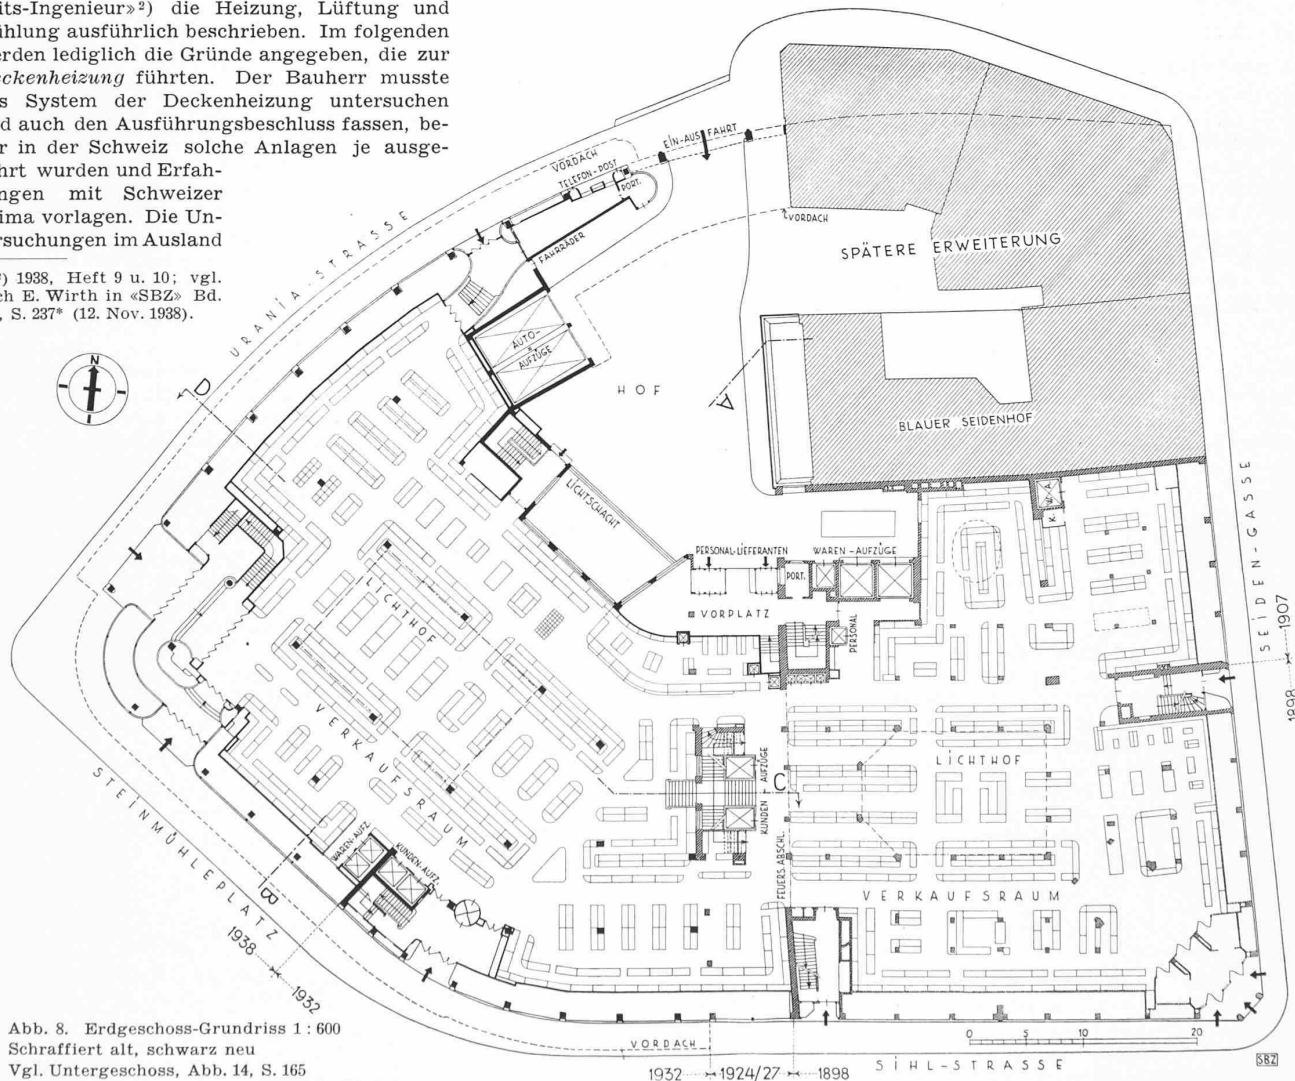 its-Ingenieur»²) die Heizung, Lüftung und
ühlung ausführlich beschrieben. Im folgenden
erden lediglich die Gründe angegeben, die zur
eckenheizung führten. Der Bauherr musste
s System der Deckenheizung untersuchen
d auch den Ausführungsbeschluss fassen, be-
r in der Schweiz solche Anlagen je ausge-
hrt wurden und Erfah-
ngen mit Schweizer
ima vorlagen. Die Un-
rsuchungen im Ausland
) 1938, Heft 9 u. 10; vgl.
ch E. Wirth in «SBZ» Bd.
, S. 237* (12. Nov. 1938).
N
URANIA-STRASSE
VORDACH
TELEFON-POST
PORT.
EIN-AUSFAHRT
VORDACH
FAHRRÄDER
SPÄTERE ERWEITERUNG
AUTO-
AUFZÜGE
HOF
A
D
BLAUER SEIDENHOF
LICHTSCHACHT
PERSONAL-LIEFERANTEN
WAREN-AUFZÜGE
PORT.
K.W.A.
SEIDEN-GASSE
VORPLATZ
PERSONAL
LICHTHOF
1907
1898
VERKAUFSRAUM
KUNDEN-AUFZÜGE
C
LICHTHOF
STEINMÜHLEPLATZ
WAREN-AUFZ.
KUNDEN-AUFZ.
FEUERS.ABSCHL.
VERKAUFSRAUM
B
1938
1932
Abb. 8. Erdgeschoss-Grundriss 1 : 600
Schraffiert alt, schwarz neu
Vgl. Untergeschoss, Abb. 14, S. 165
VORDACH
0 5 10 20
SIHL-STRASSE
SBZ
1932 1924/27 1898